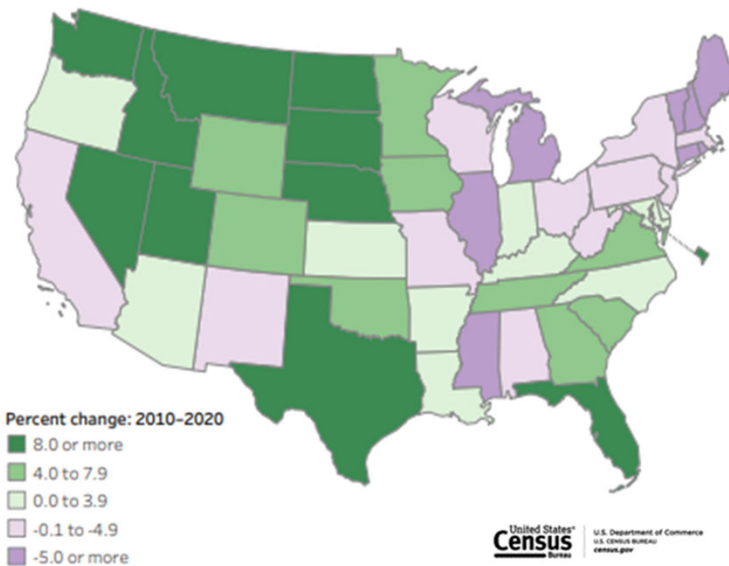 Percent change: 2010–2020
8.0 or more
4.0 to 7.9
0.0 to 3.9
-0.1 to -4.9
-5.0 or more
United States®
Census
Bureau
U.S. Department of Commerce
U.S. CENSUS BUREAU
census.gov